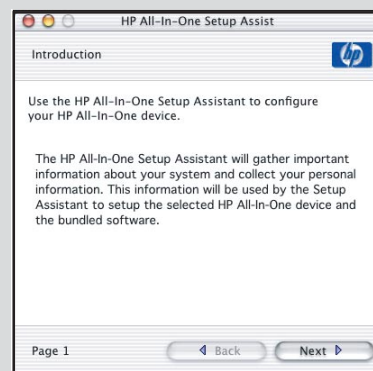 HP All-In-One Setup Assist
Introduction
hp
Use the HP All-In-One Setup Assistant to configure
your HP All-In-One device.
The HP All-In-One Setup Assistant will gather important
information about your system and collect your personal
information. This information will be used by the Setup
Assistant to setup the selected HP All-In-One device and
the bundled software.
Page 1
Back
Next